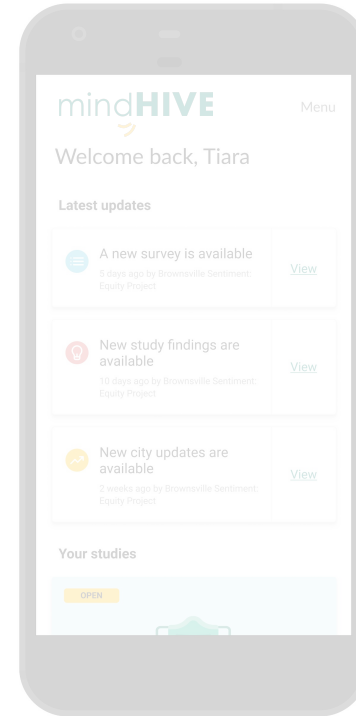 mindHIVE
Menu
Welcome back, Tiara
Latest updates
A new survey is available
3 days ago by Brownsville Sentiment:
Equity Project
View
New study findings are
available
10 days ago by Brownsville Sentiment:
Equity Project
View
New city updates are
available
2 weeks ago by Brownsville Sentiment:
Equity Project
View
Your studies
OPEN